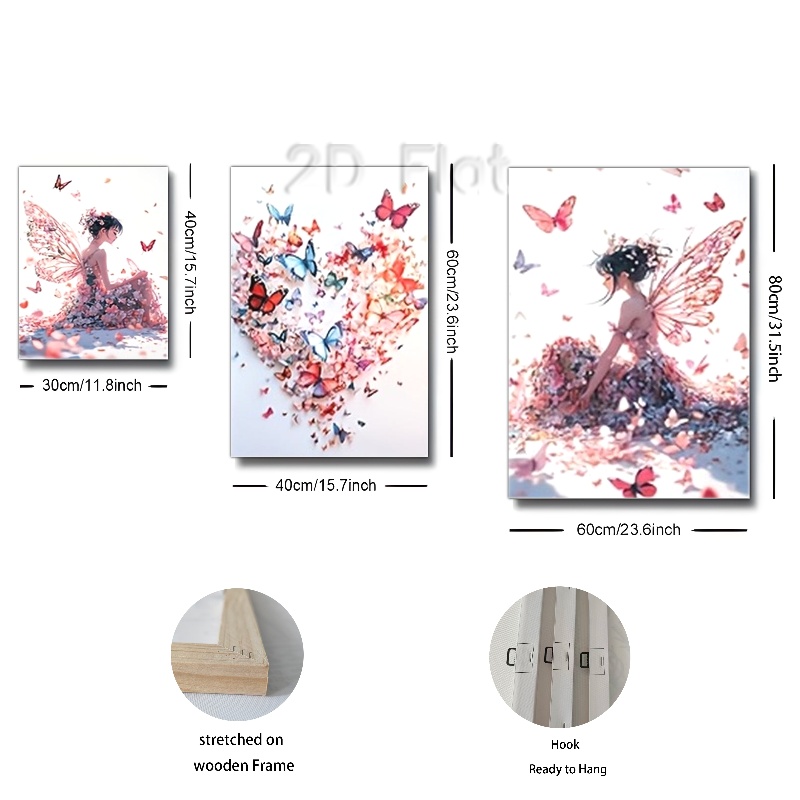 2D Flat
40cm/15.7inch
30cm/11.8inch
60cm/23.6inch
40cm/15.7inch
80cm/31.5inch
60cm/23.6inch
stretched on
wooden Frame
Hook
Ready to Hang